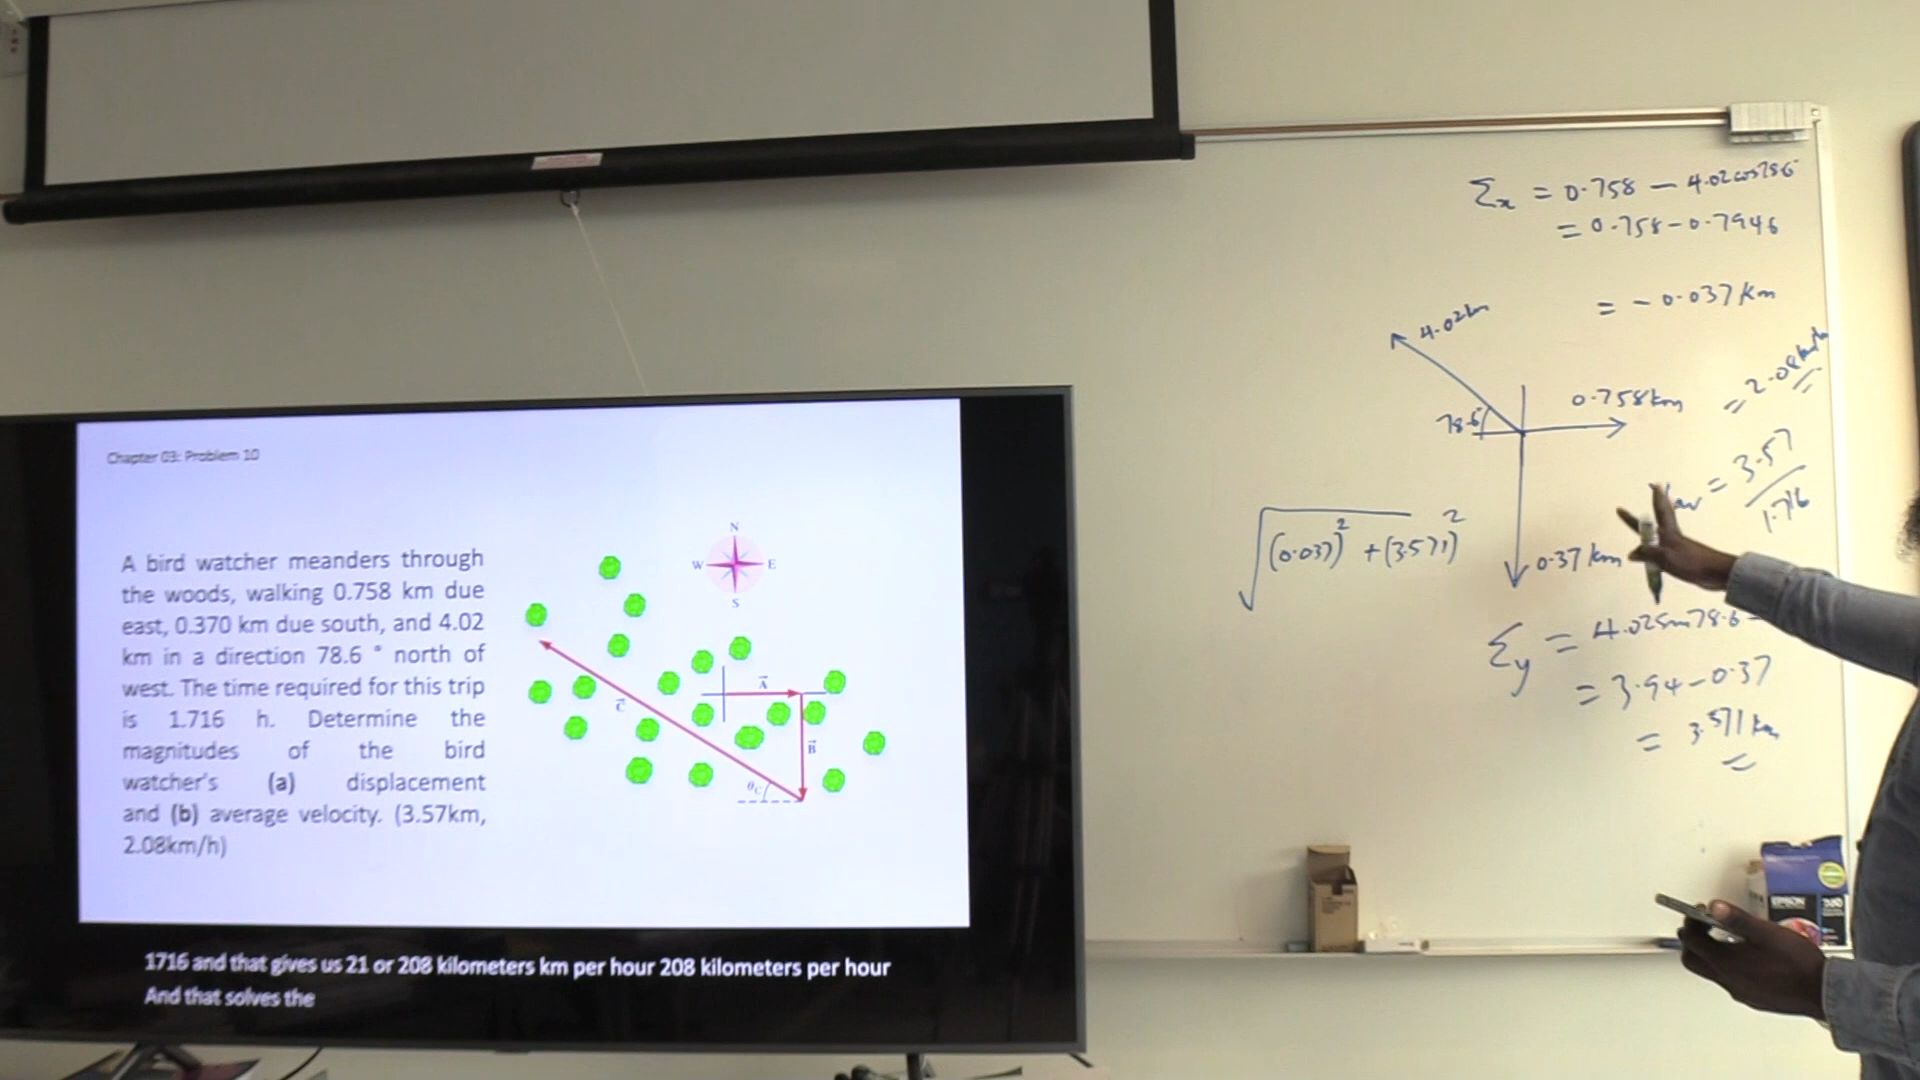 Chapter 03: Problem 10
A bird watcher meanders through
the woods, walking 0.758 km due
east, 0.370 km due south, and 4.02
km in a direction 78.6 ° north of
west. The time required for this trip
is 1.716 h. Determine the
magnitudes of the bird
watcher's (a) displacement
and (b) average velocity. (3.57km,
2.08km/h)
N
W E
S
A
C
B
θC
1716 and that gives us 21 or 208 kilometers km per hour 208 kilometers per hour
And that solves the
Σx = 0.758 - 4.02cos78.6°
= 0.758 - 0.7946
= - 0.037 km
4.02km
78.6°
0.758km
0.37 km
= 2.08km/h
av = 3.57
1.716
√(0.037)² + (3.571)²
Σy = 4.02sin78.6 -
= 3.94 - 0.37
= 3.571 km
EPSON